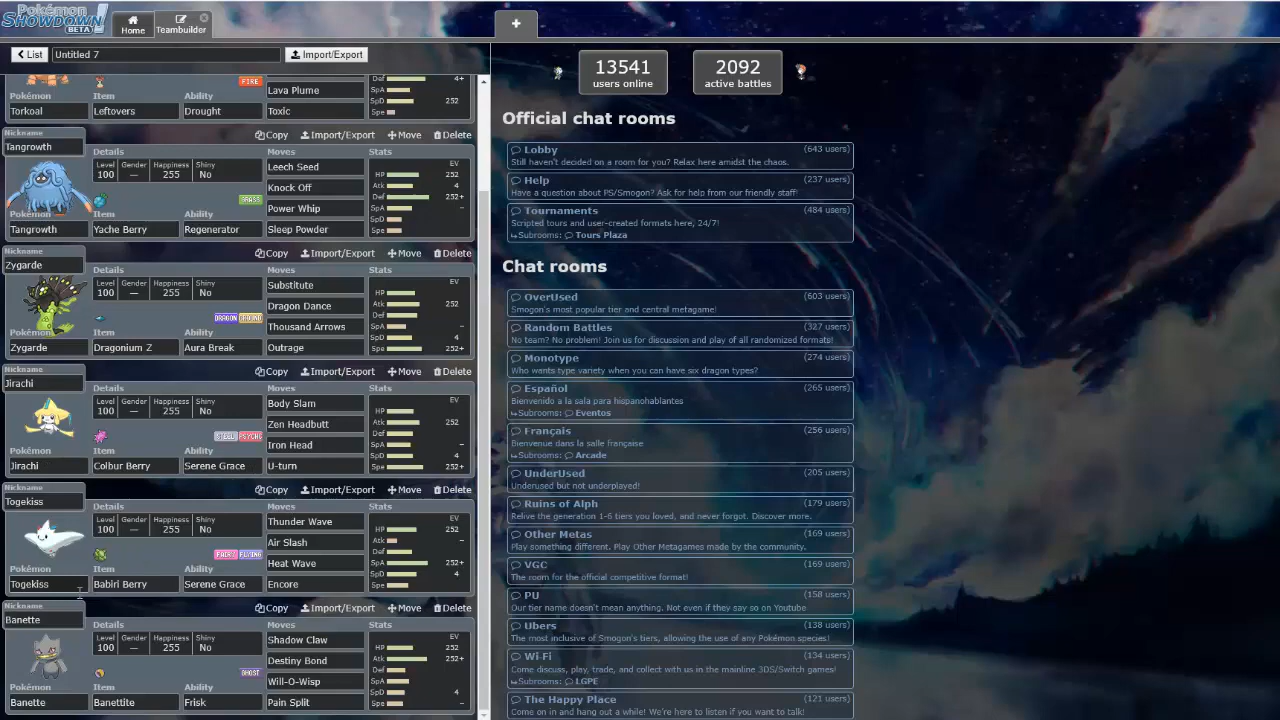 Pokémon
Showdown!
BETA!
Home
Teambuilder
+
List
Untitled 7
Import/Export
FIRE
Pokémon
Item
Ability
Torkoal
Leftovers
Drought
Lava Plume
Toxic
Def 4+
SpA
SpD 252
Spe
Nickname
Tangrowth
Copy Import/Export Move Delete
Details
Level Gender Happiness Shiny
100 — 255 No
GRASS
Pokémon Item Ability
Tangrowth Yache Berry Regenerator
Moves
Leech Seed
Knock Off
Power Whip
Sleep Powder
Stats
EV
HP 252
Atk 4
Def 252+
SpA −
SpD
Spe
Nickname
Zygarde
Copy Import/Export Move Delete
Details
Level Gender Happiness Shiny
100 — 255 No
DRAGON GROUND
Pokémon Item Ability
Zygarde Dragonium Z Aura Break
Moves
Substitute
Dragon Dance
Thousand Arrows
Outrage
Stats
EV
HP
Atk 252
Def
SpA −
SpD 4
Spe 252+
Nickname
Jirachi
Copy Import/Export Move Delete
Details
Level Gender Happiness Shiny
100 — 255 No
STEEL PSYCHC
Pokémon Item Ability
Jirachi Colbur Berry Serene Grace
Moves
Body Slam
Zen Headbutt
Iron Head
U-turn
Stats
EV
HP
Atk 252
Def
SpA −
SpD 4
Spe 252+
Nickname
Togekiss
Copy Import/Export Move Delete
Details
Level Gender Happiness Shiny
100 — 255 No
FAIRY FLYING
Pokémon Item Ability
Togekiss Babiri Berry Serene Grace
Moves
Thunder Wave
Air Slash
Heat Wave
Encore
Stats
EV
HP 252
Atk −
Def
SpA 252+
SpD 4
Spe
Nickname
Banette
Copy Import/Export Move Delete
Details
Level Gender Happiness Shiny
100 — 255 No
GHOST
Pokémon Item Ability
Banette Banettite Frisk
Moves
Shadow Claw
Destiny Bond
Will-O-Wisp
Pain Split
Stats
EV
HP 252
Atk 252+
Def
SpA −
SpD 4
Spe
13541
users online
2092
active battles
Official chat rooms
Lobby (643 users)
Still haven't decided on a room for you? Relax here amidst the chaos.
Help (237 users)
Have a question about PS/Smogon? Ask for help from our friendly staff!
Tournaments (484 users)
Scripted tours and user-created formats here, 24/7!
Subrooms: Tours Plaza
Chat rooms
OverUsed (603 users)
Smogon's most popular tier and central metagame!
Random Battles (327 users)
No team? No problem! Join us for discussion and play of all randomized formats!
Monotype (274 users)
Who wants type variety when you can have six dragon types?
Español (265 users)
Bienvenido a la sala para hispanohablantes
Subrooms: Eventos
Français (256 users)
Bienvenue dans la salle française
Subrooms: Arcade
UnderUsed (205 users)
Underused but not underplayed!
Ruins of Alph (179 users)
Relive the generation 1-6 tiers you loved, and never forgot. Discover more.
Other Metas (169 users)
Play something different. Play Other Metagames made by the community.
VGC (169 users)
The room for the official competitive format!
PU (158 users)
Our tier name doesn't mean anything. Not even if they say so on Youtube
Ubers (138 users)
The most inclusive of Smogon's tiers, allowing the use of any Pokémon species!
Wi-Fi (134 users)
Come discuss, play, trade, and collect with us in the mainline 3DS/Switch games!
Subrooms: LGPE
The Happy Place (121 users)
Come on in and hang out a while! We're here to listen if you want to talk!